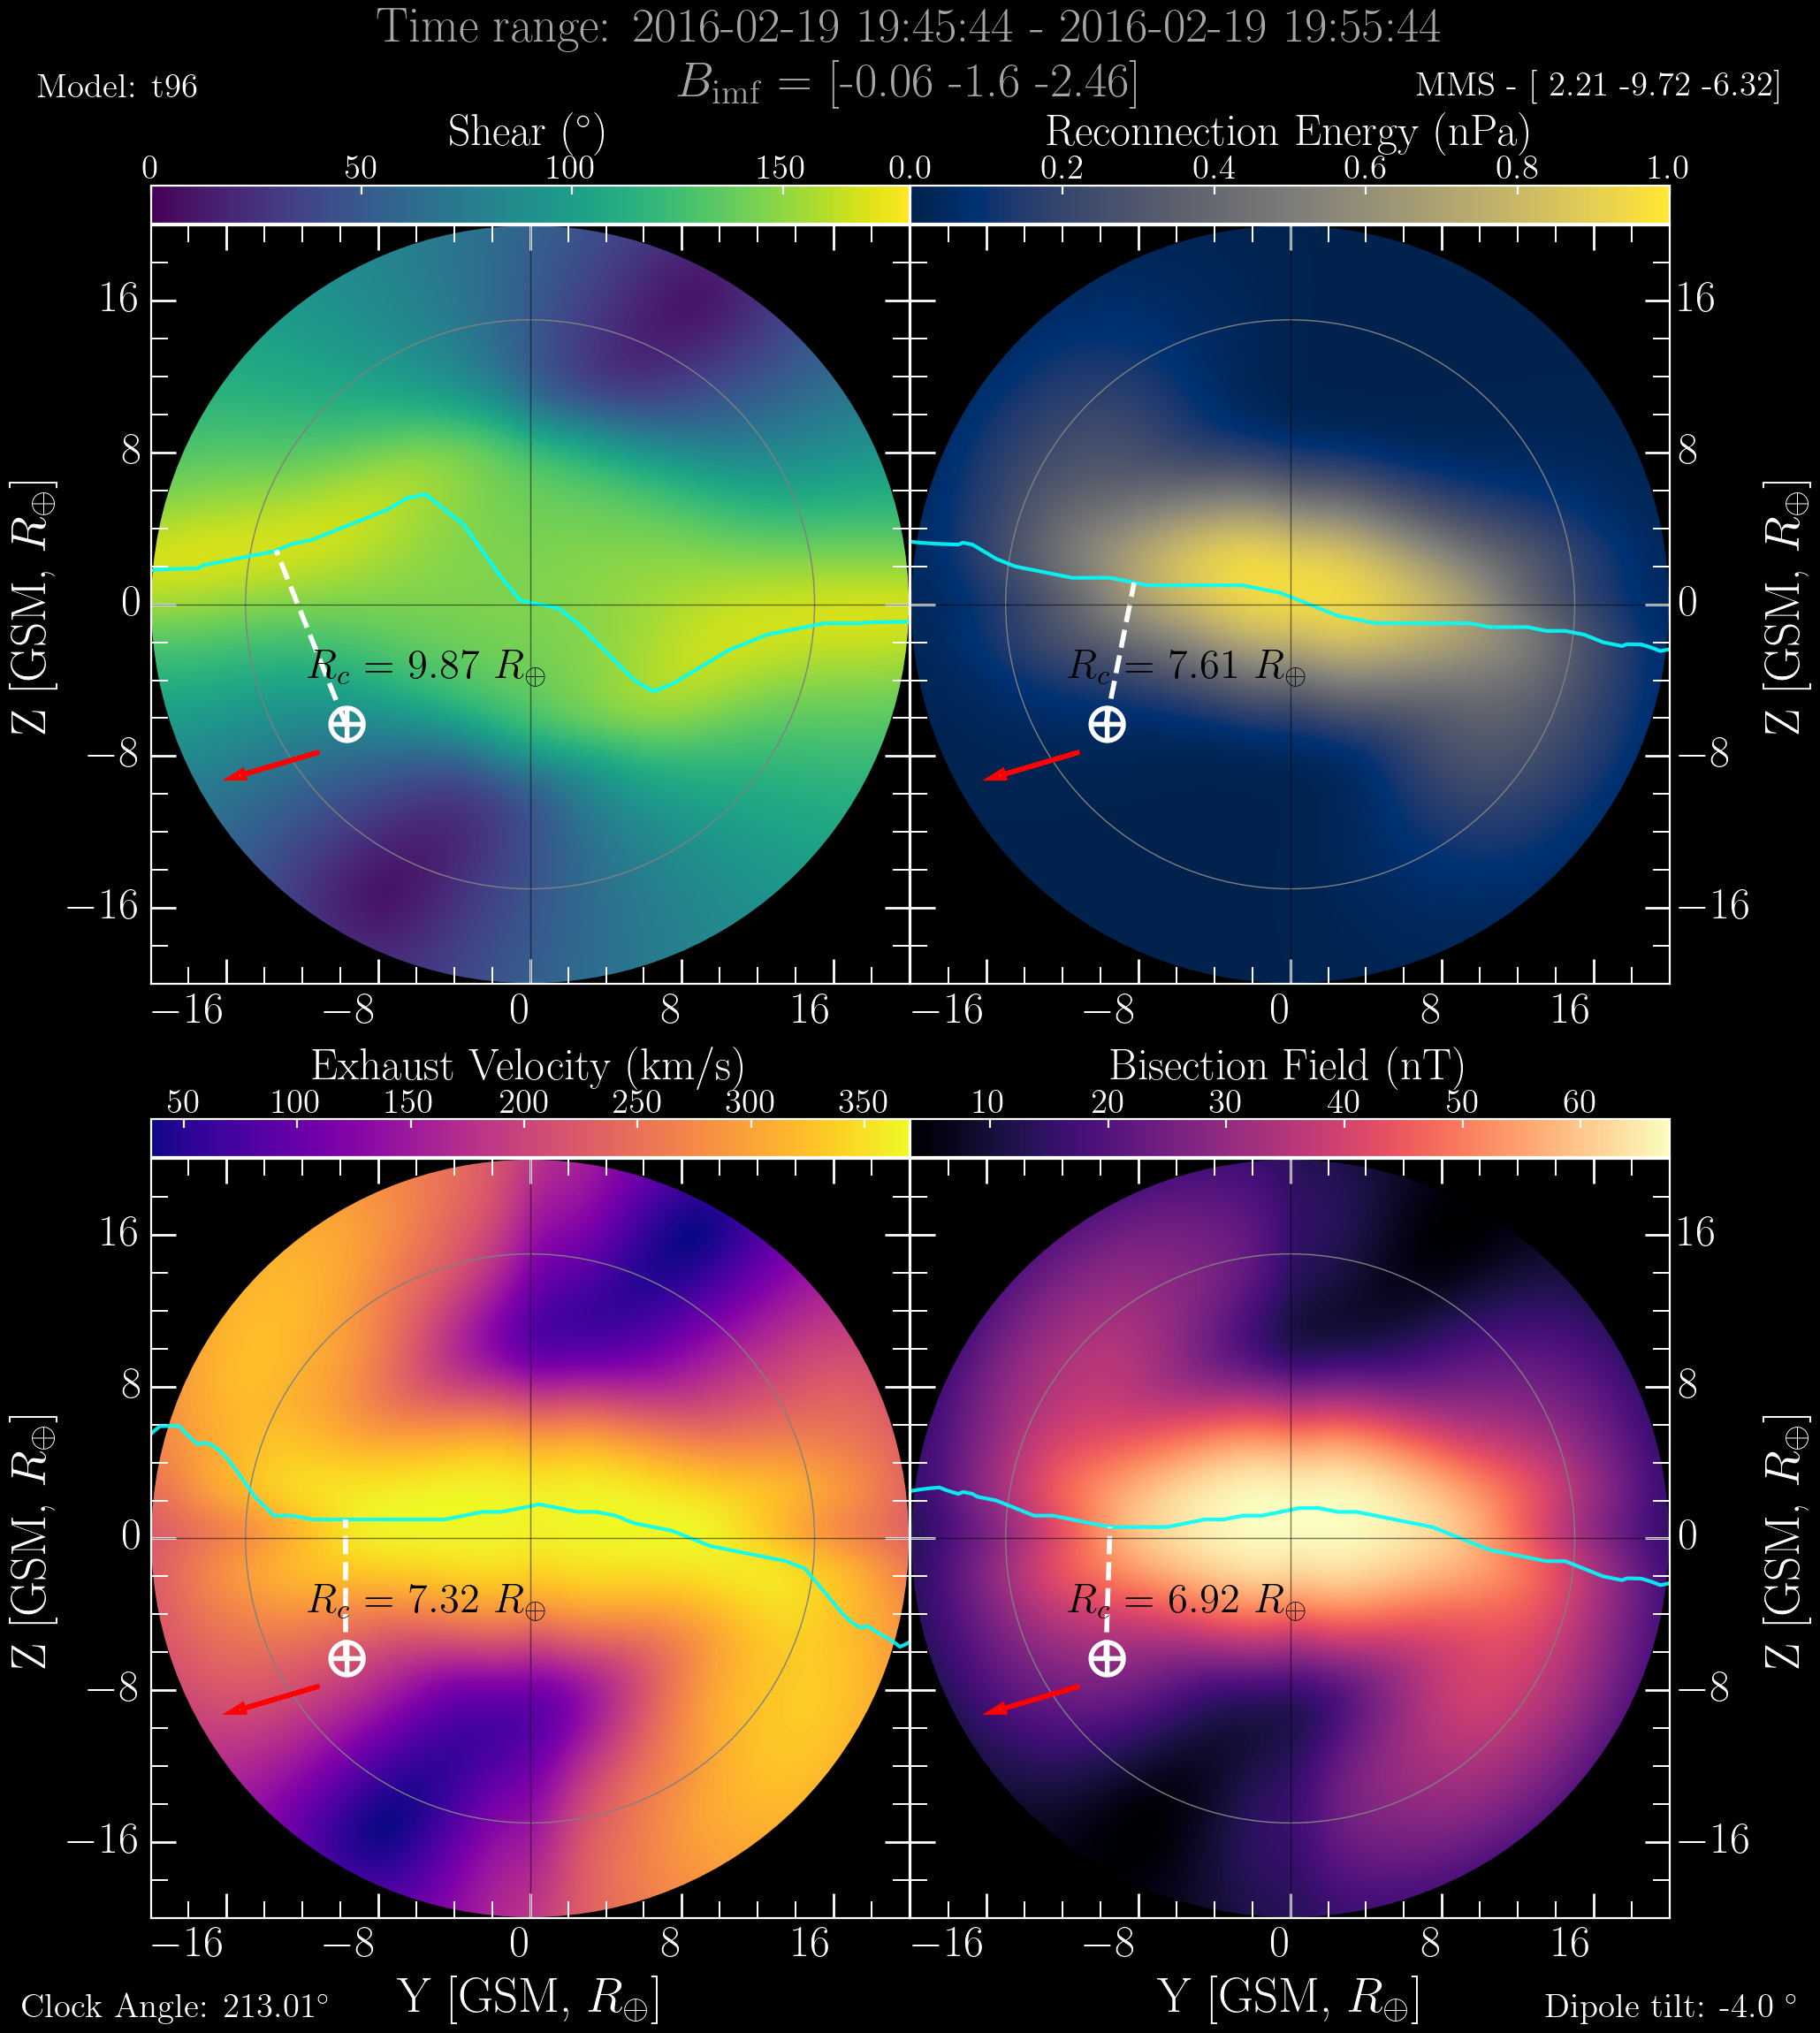 Time range: 2016-02-19 19:45:44 - 2016-02-19 19:55:44
Model: t96
B_imf = [-0.06 -1.6 -2.46]
MMS - [ 2.21 -9.72 -6.32]
Shear (°)
Reconnection Energy (nPa)
0 50 100 150
0.0 0.2 0.4 0.6 0.8 1.0
16 16
8 8
Z [GSM, R⊕]
0 0
Z [GSM, R⊕]
R_c = 9.87 R⊕
R_c = 7.61 R⊕
−8 −8
−16 −16
−16 −8 0 8 16
−16 −8 0 8 16
Exhaust Velocity (km/s)
Bisection Field (nT)
50 100 150 200 250 300 350
10 20 30 40 50 60
16 16
8 8
Z [GSM, R⊕]
0 0
Z [GSM, R⊕]
R_c = 7.32 R⊕
R_c = 6.92 R⊕
−8 −8
−16 −16
−16 −8 0 8 16
−16 −8 0 8 16
Y [GSM, R⊕]
Y [GSM, R⊕]
Clock Angle: 213.01°
Dipole tilt: -4.0 °